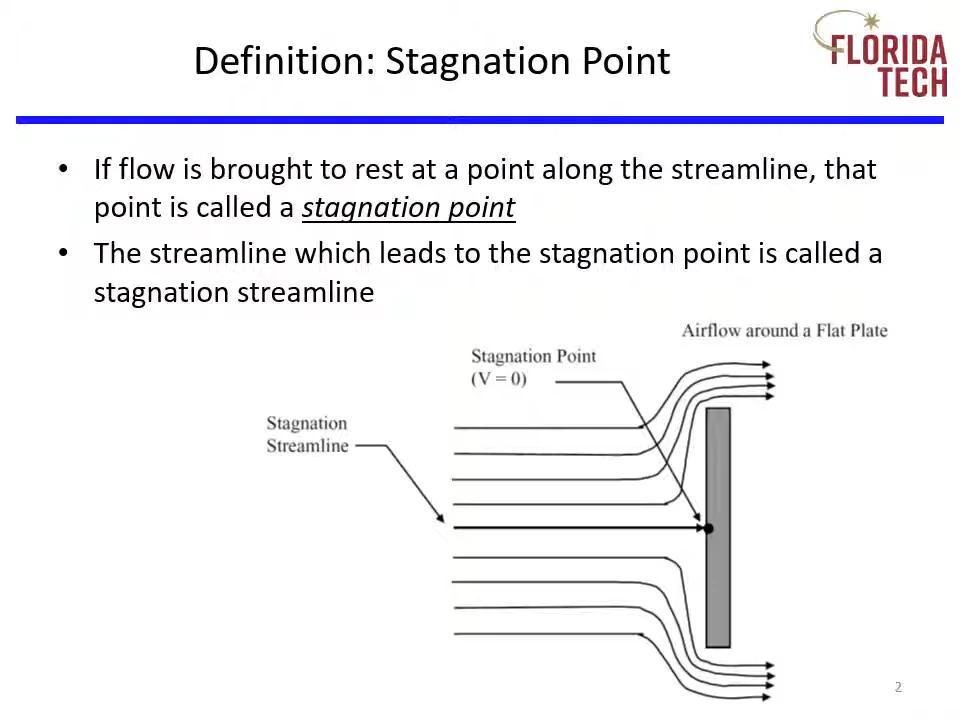 Definition: Stagnation Point
FLORIDA
TECH
• If flow is brought to rest at a point along the streamline, that
point is called a stagnation point
• The streamline which leads to the stagnation point is called a
stagnation streamline
Airflow around a Flat Plate
Stagnation Point
(V = 0)
Stagnation
Streamline
2